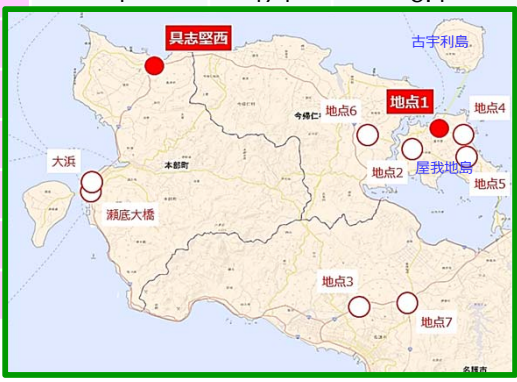 具志堅西
古宇利島
今帰仁村
地点6
地点1
地点4
大浜
本部町
地点2
屋我地島
地点5
瀬底大橋
地点3
地点7
名護市